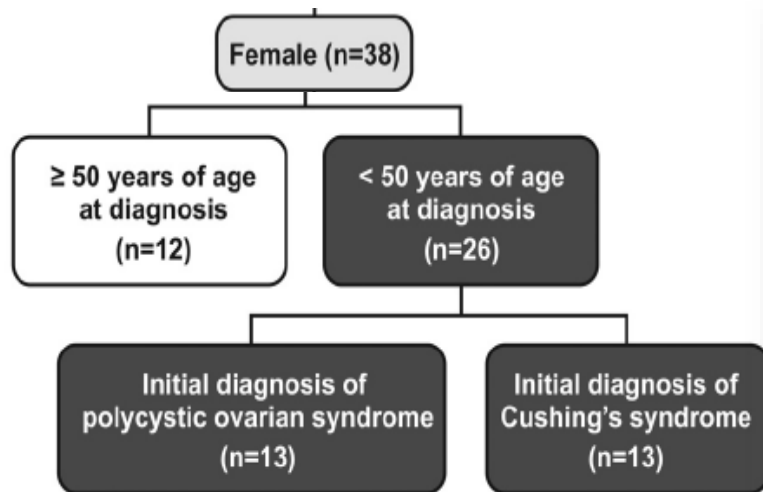 Female (n=38)
≥ 50 years of age
at diagnosis
(n=12)
< 50 years of age
at diagnosis
(n=26)
Initial diagnosis of
polycystic ovarian syndrome
(n=13)
Initial diagnosis of
Cushing's syndrome
(n=13)